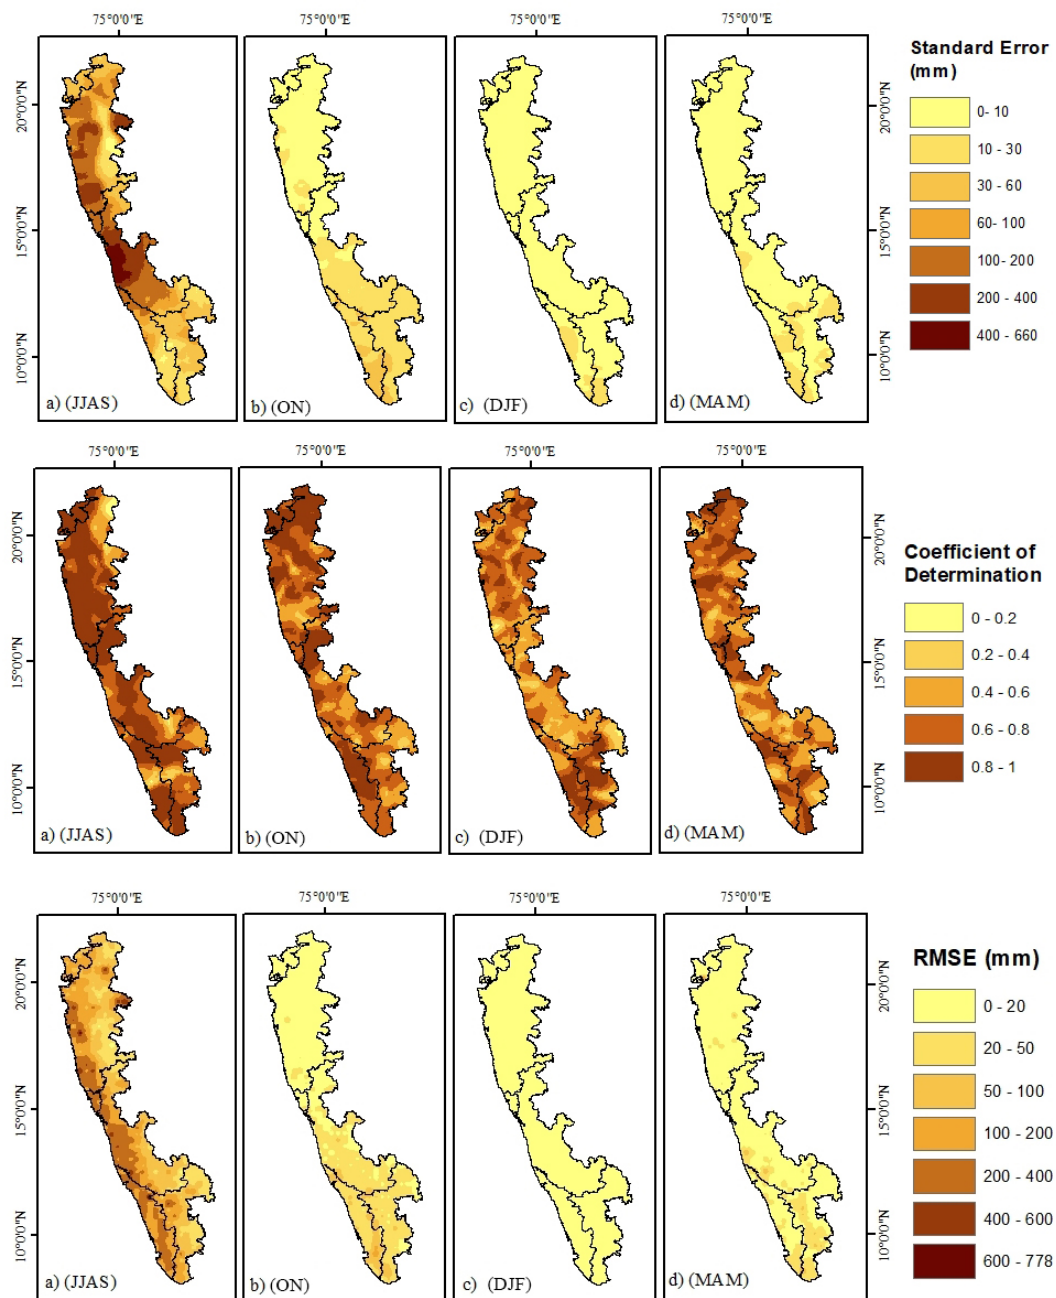 75°0'0"E 75°0'0"E 75°0'0"E 75°0'0"E
Standard Error
(mm)
20°0'0"N
15°0'0"N
10°0'0"N
20°0'0"N
15°0'0"N
10°0'0"N
0- 10
10 - 30
30 - 60
60- 100
100- 200
200 - 400
400 - 660
a) (JJAS)
b) (ON)
c) (DJF)
d) (MAM)
75°0'0"E 75°0'0"E 75°0'0"E 75°0'0"E
20°0'0"N
15°0'0"N
10°0'0"N
20°0'0"N
15°0'0"N
10°0'0"N
Coefficient of
Determination
0 - 0.2
0.2 - 0.4
0.4 - 0.6
0.6 - 0.8
0.8 - 1
a) (JJAS)
b) (ON)
c) (DJF)
d) (MAM)
75°0'0"E 75°0'0"E 75°0'0"E 75°0'0"E
20°0'0"N
15°0'0"N
10°0'0"N
20°0'0"N
15°0'0"N
10°0'0"N
RMSE (mm)
0 - 20
20 - 50
50 - 100
100 - 200
200 - 400
400 - 600
600 - 778
a) (JJAS)
b) (ON)
c) (DJF)
d) (MAM)